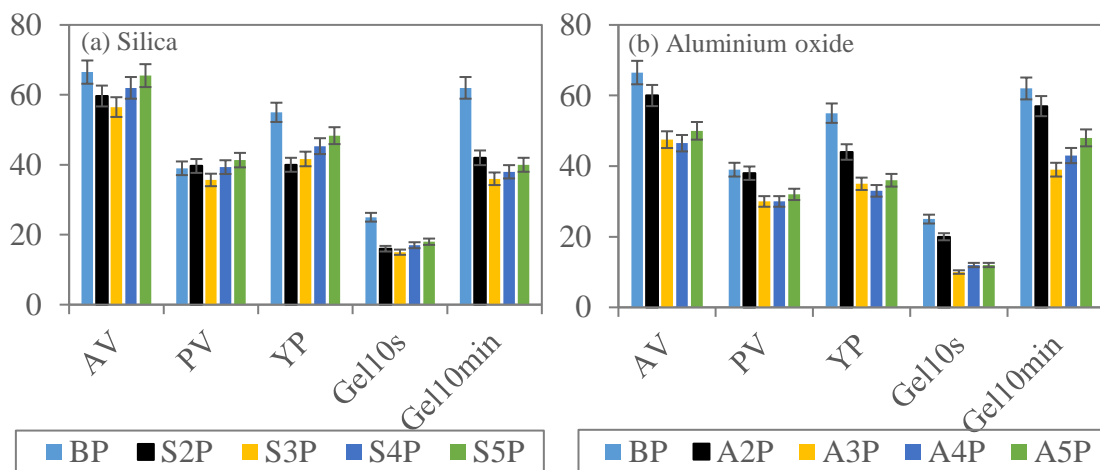 (a) Silica
80
60
40
20
0
AV
PV
YP
Gel10s
Gel10min
BP S2P S3P S4P S5P
(b) Aluminium oxide
80
60
40
20
0
AV
PV
YP
Gel10s
Gel10min
BP A2P A3P A4P A5P